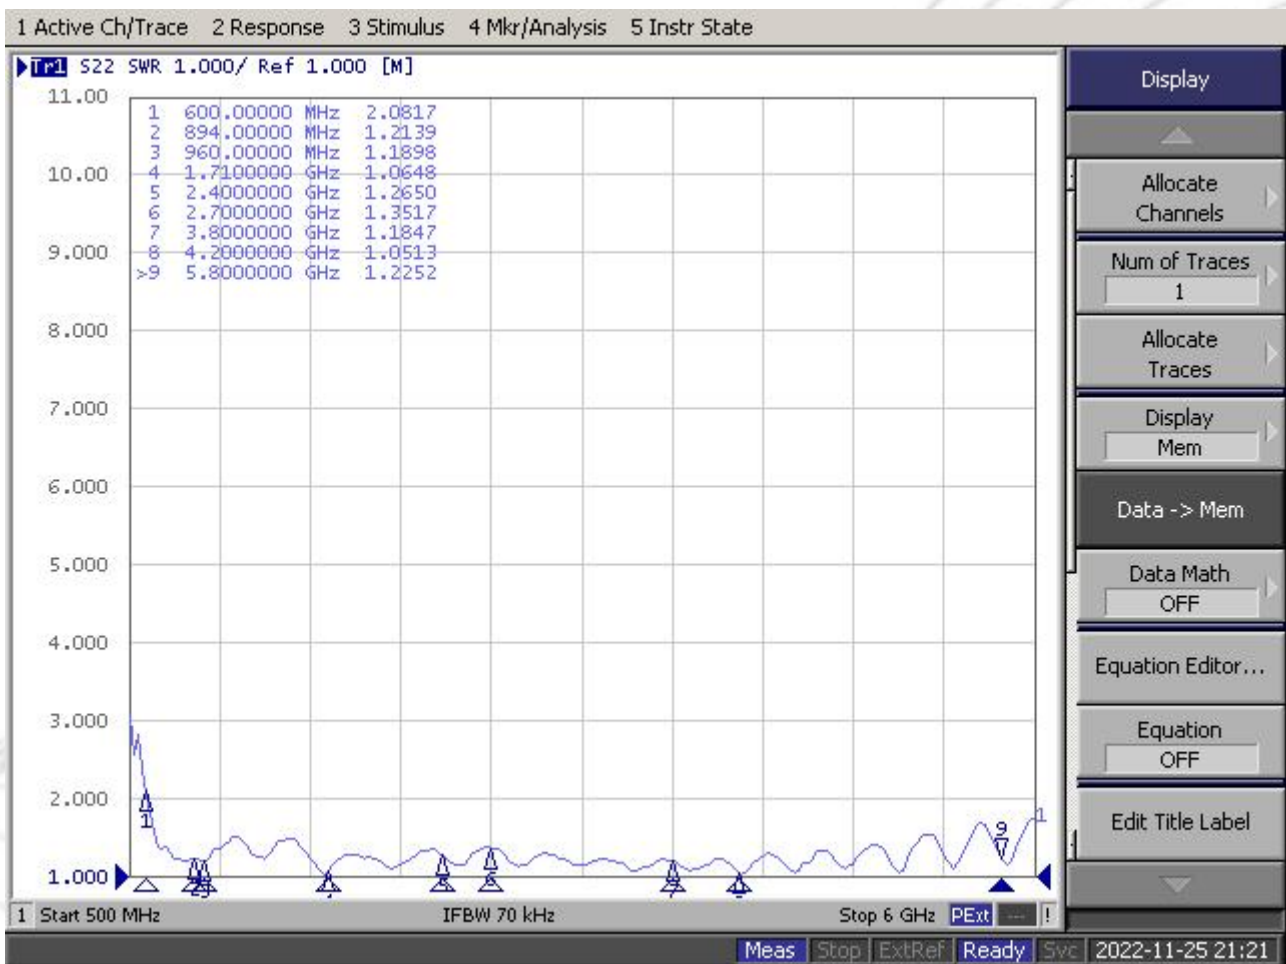 1 Active Ch/Trace 2 Response 3 Stimulus 4 Mkr/Analysis 5 Instr State
Tr1 S22 SWR 1.000/ Ref 1.000 [M]
11.00
10.00
9.000
8.000
7.000
6.000
5.000
4.000
3.000
2.000
1.000
1 600.00000 MHz 2.0817
2 894.00000 MHz 1.2139
3 960.00000 MHz 1.1898
4 1.7100000 GHz 1.0648
5 2.4000000 GHz 1.2650
6 2.7000000 GHz 1.3517
7 3.8000000 GHz 1.1847
8 4.2000000 GHz 1.0513
>9 5.8000000 GHz 1.2252
1
9
1
1 Start 500 MHz IFBW 70 kHz Stop 6 GHz PExt --- !
Meas Stop ExtRef Ready Svc 2022-11-25 21:21
Display
Allocate
Channels
Num of Traces
1
Allocate
Traces
Display
Mem
Data -> Mem
Data Math
OFF
Equation Editor...
Equation
OFF
Edit Title Label